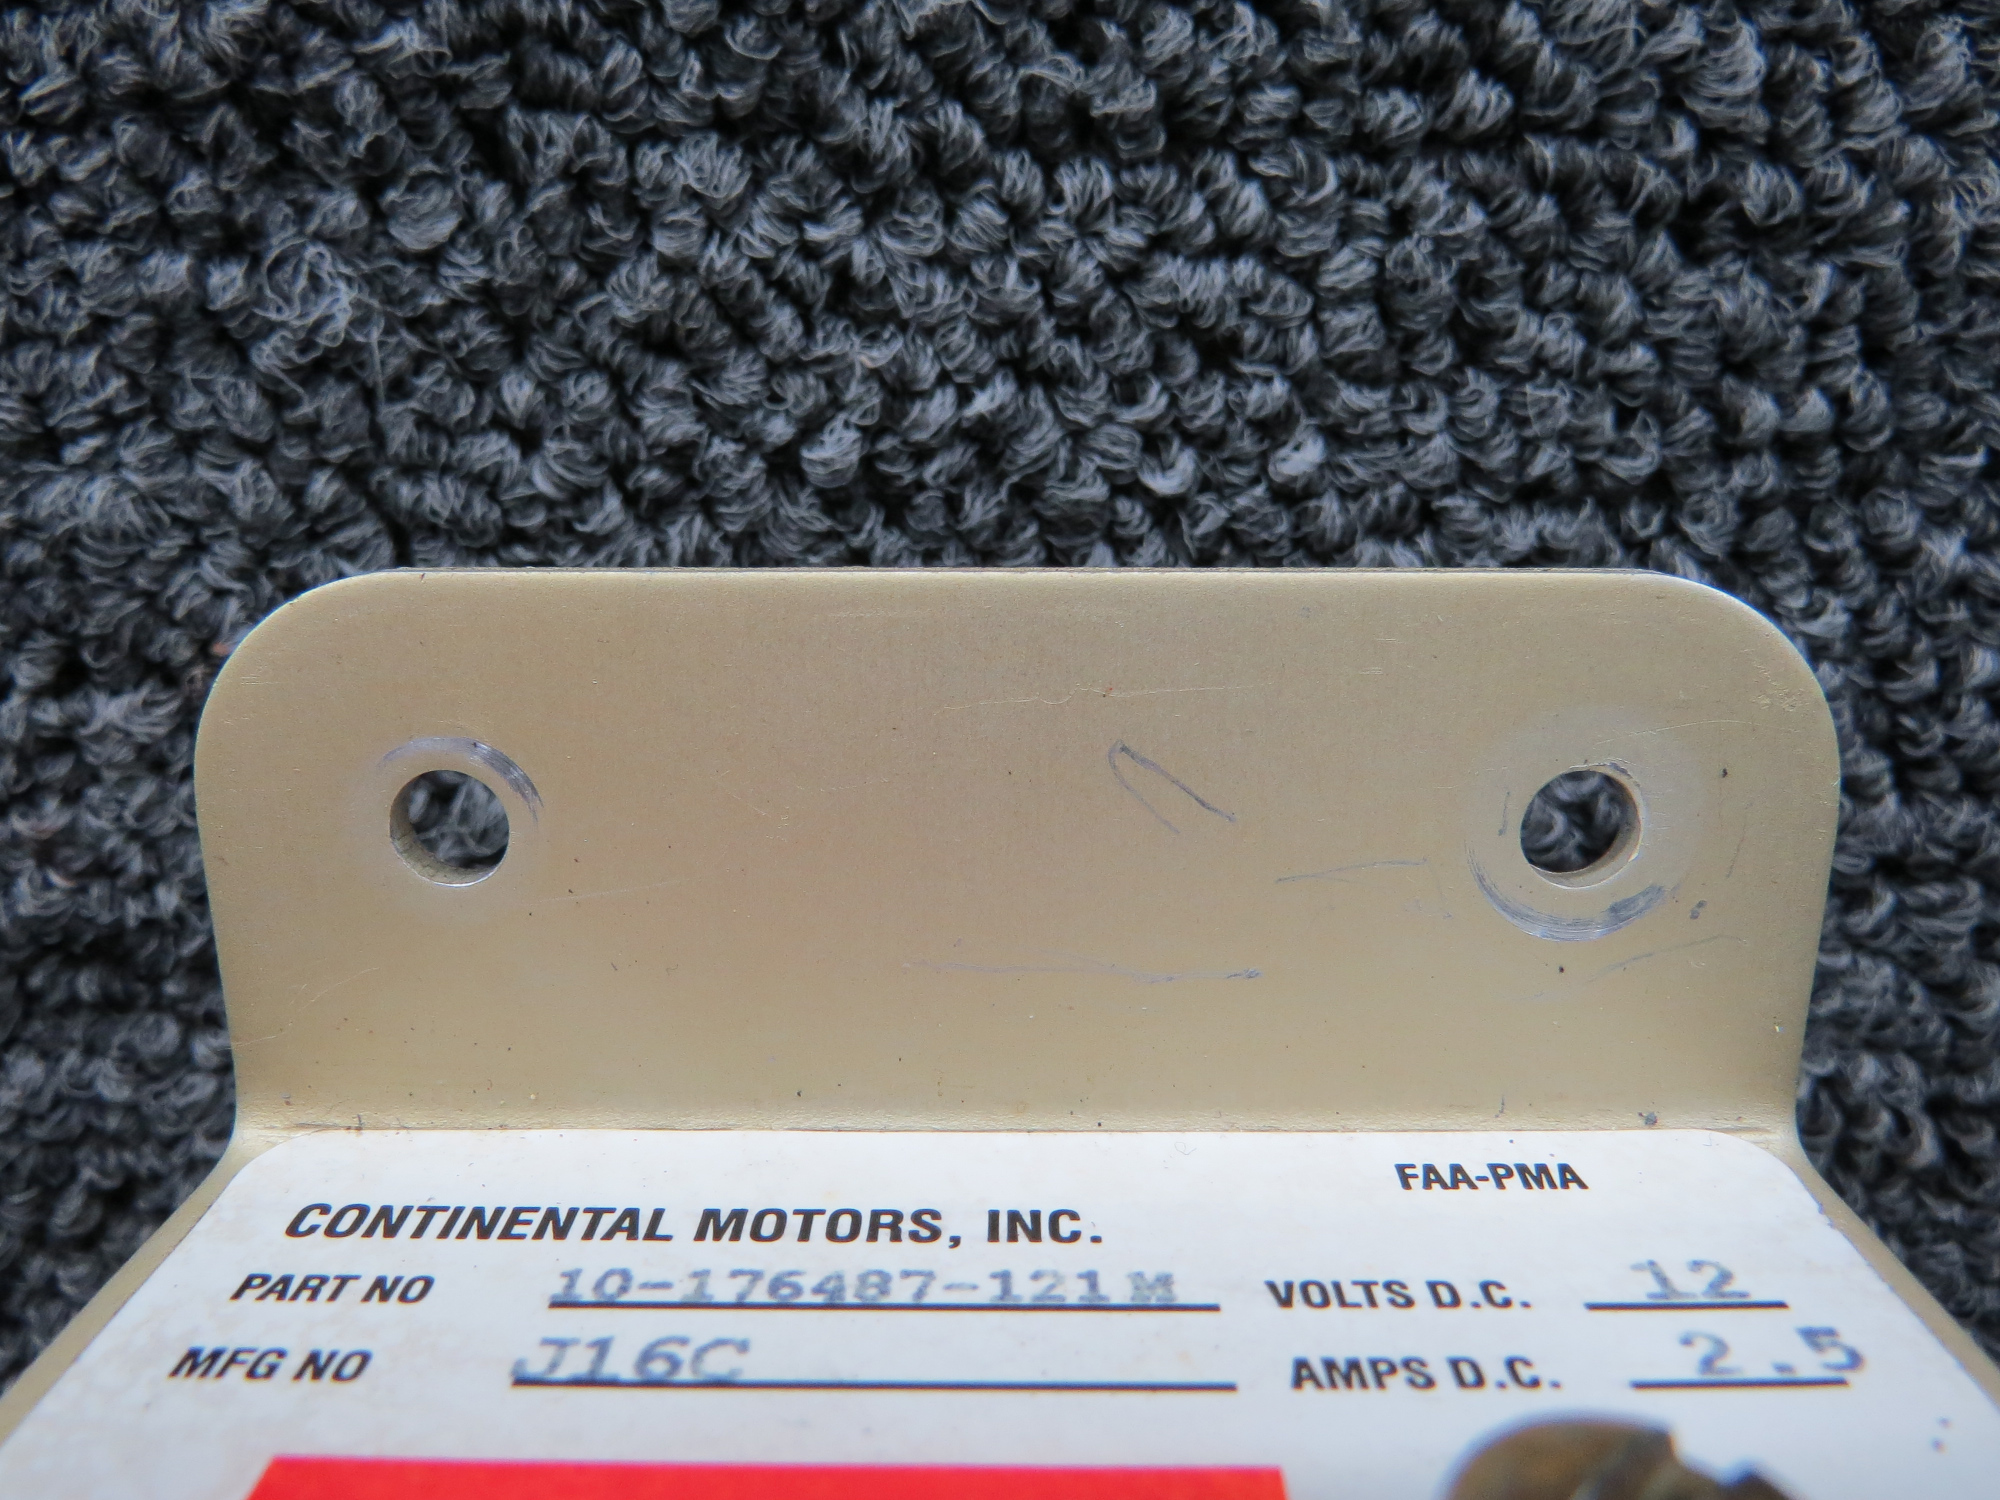 FAA-PMA
CONTINENTAL MOTORS, INC.
PART NO 10-176487-121M VOLTS D.C. 12
MFG NO J16C AMPS D.C. 2.5